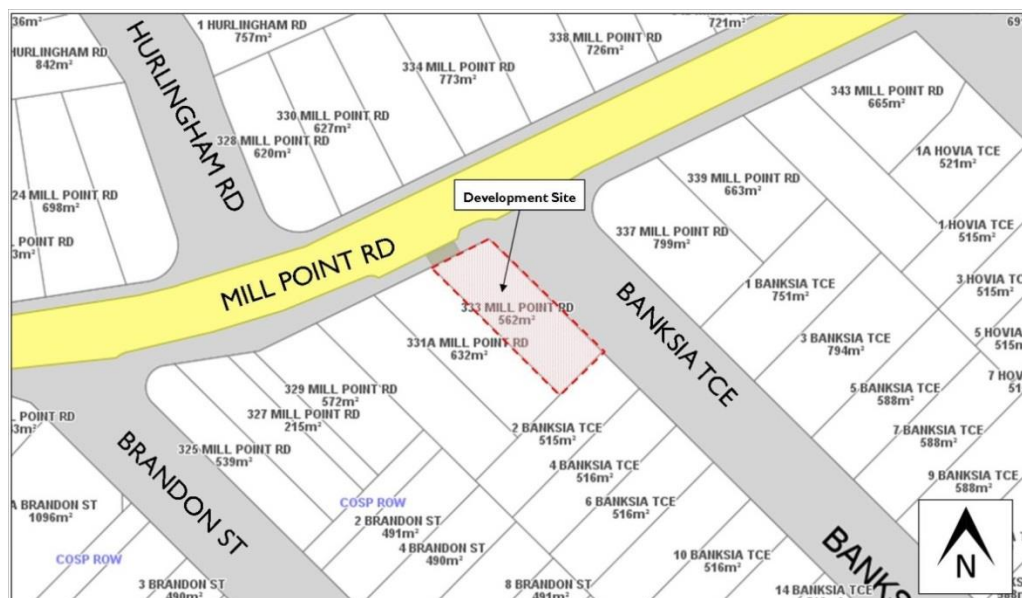 36m²
1 HURLINGHAM RD
757m²
HURLINGHAM RD
842m²
HURLINGHAM RD
334 MILL POINT RD
773m²
338 MILL POINT RD
726m²
721m²
330 MILL POINT RD
627m²
328 MILL POINT RD
620m²
24 MILL POINT RD
698m²
POINT RD
3m²
343 MILL POINT RD
665m²
1A HOVIA TCE
521m²
339 MILL POINT RD
663m²
337 MILL POINT RD
799m²
1 HOVIA TCE
515m²
3 HOVIA TCE
515m²
5 HOVIA
515m
7 HOV
51
Development Site
MILL POINT RD
333 MILL POINT RD
562m²
331A MILL POINT RD
632m²
BANKSIA TCE
1 BANKSIA TCE
751m²
3 BANKSIA TCE
794m²
5 BANKSIA TCE
588m²
7 BANKSIA TCE
588m²
9 BANKSIA TCE
588m²
329 MILL POINT RD
572m²
327 MILL POINT RD
215m²
325 MILL POINT RD
539m²
POINT RD
3m²
BRANDON ST
A BRANDON ST
1096m²
COSP ROW
COSP ROW
2 BRANDON ST
491m²
4 BRANDON ST
490m²
3 BRANDON ST
490m²
8 BRANDON ST
491m²
2 BANKSIA TCE
515m²
4 BANKSIA TCE
516m²
6 BANKSIA TCE
516m²
10 BANKSIA TCE
516m²
14 BANKSIA TCE
BANKS
N